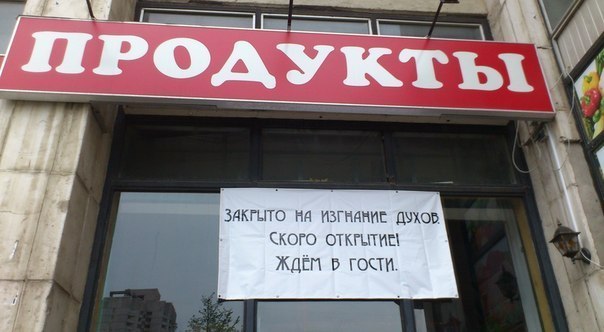 ПРОДУКТЫ
ЗАКРЫТО НА ИЗГНАНИЕ ДУХОВ.
СКОРО ОТКРЫТИЕ!
ЖДЁМ В ГОСТИ.